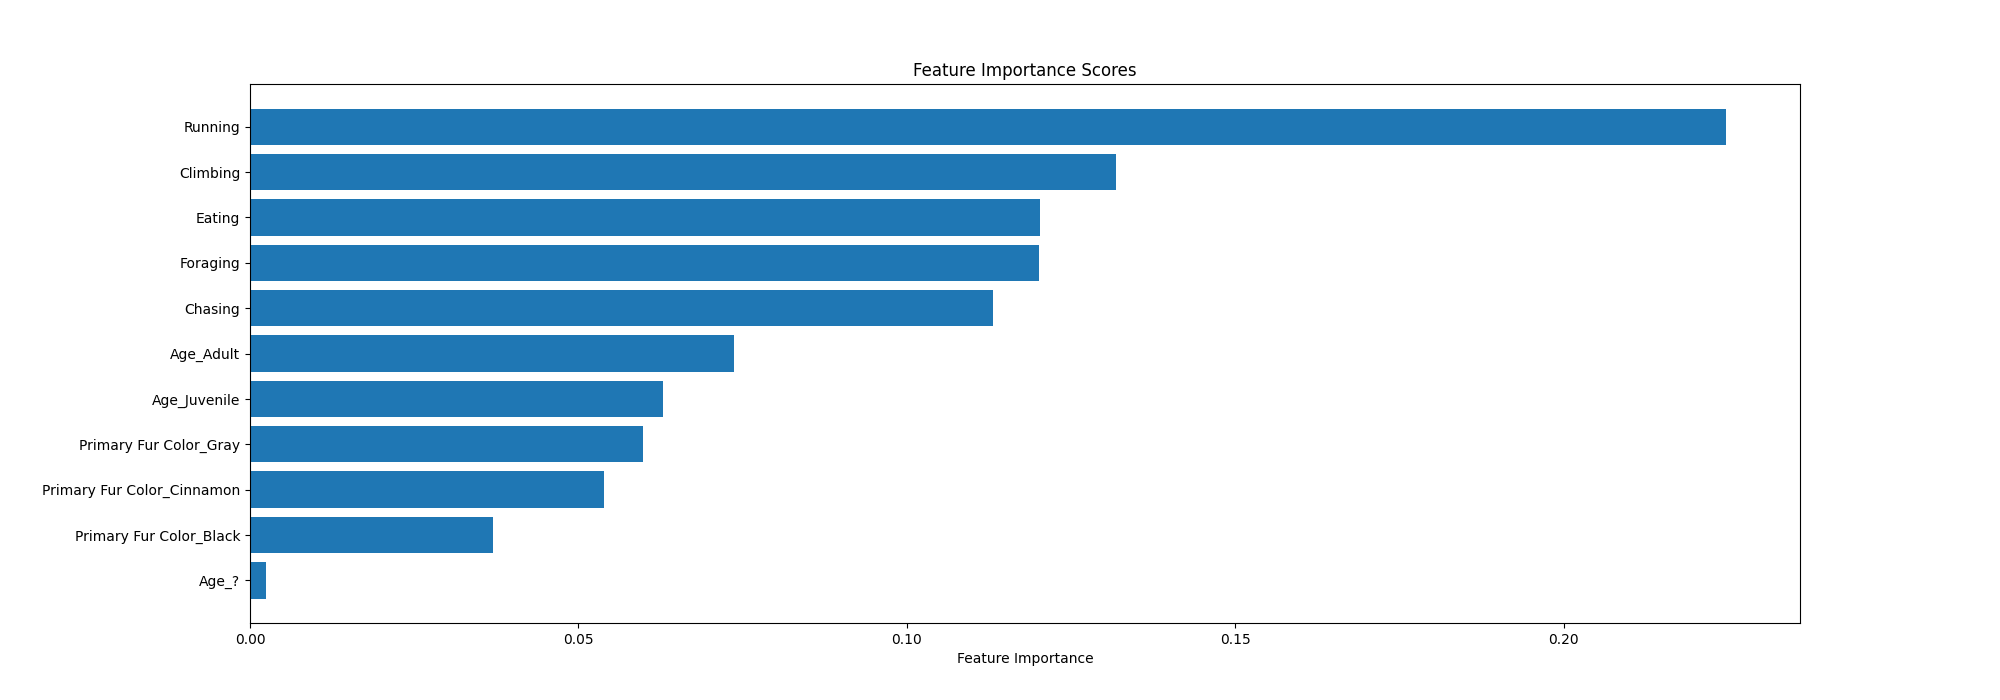 Feature Importance Scores
Running
Climbing
Eating
Foraging
Chasing
Age_Adult
Age_Juvenile
Primary Fur Color_Gray
Primary Fur Color_Cinnamon
Primary Fur Color_Black
Age_?
0.00 0.05 0.10 0.15 0.20
Feature Importance